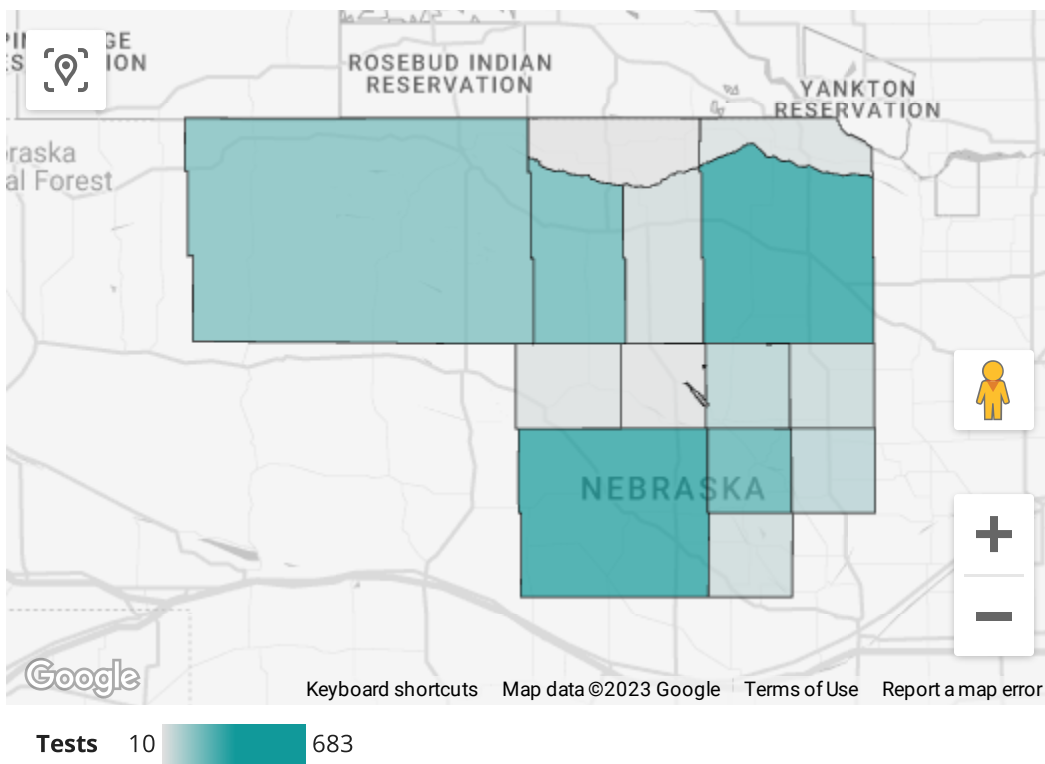 ROSEBUD INDIAN
RESERVATION
YANKTON
RESERVATION
al Forest
NEBRASKA
Google
Keyboard shortcuts
Map data ©2023 Google
Terms of Use
Report a map error
Tests 10 683